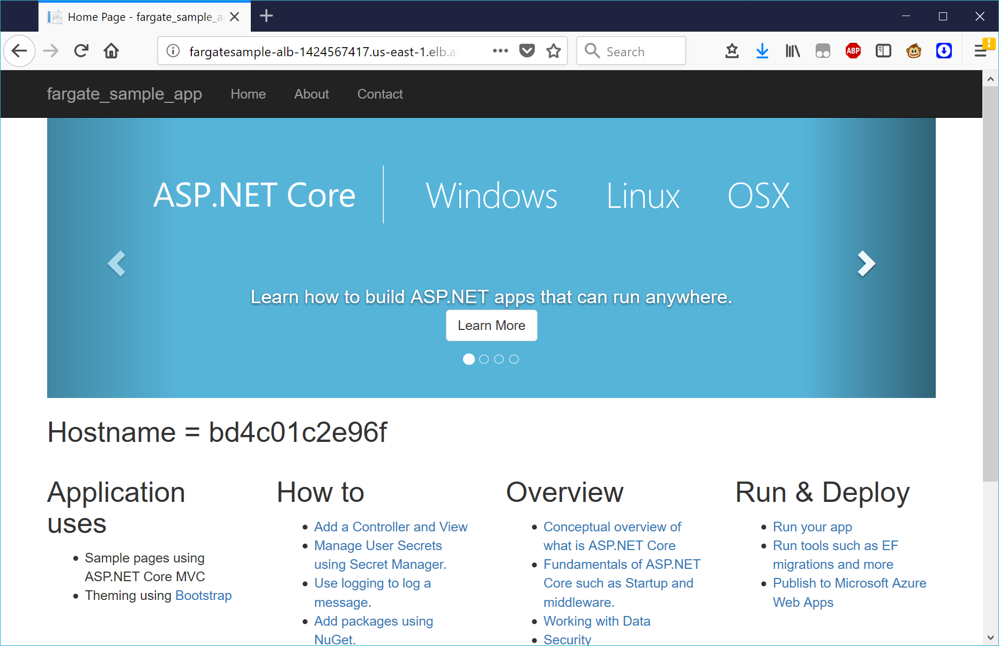 Home Page - fargate_sample_a
fargatesample-alb-1424567417.us-east-1.elb.a
Search
ABP
fargate_sample_app
Home
About
Contact
ASP.NET Core
Windows
Linux
OSX
Learn how to build ASP.NET apps that can run anywhere.
Learn More
Hostname = bd4c01c2e96f
Application
uses
Sample pages using
ASP.NET Core MVC
Theming using Bootstrap
How to
Add a Controller and View
Manage User Secrets
using Secret Manager.
Use logging to log a
message.
Add packages using
NuGet.
Overview
Conceptual overview of
what is ASP.NET Core
Fundamentals of ASP.NET
Core such as Startup and
middleware.
Working with Data
Security
Run & Deploy
Run your app
Run tools such as EF
migrations and more
Publish to Microsoft Azure
Web Apps